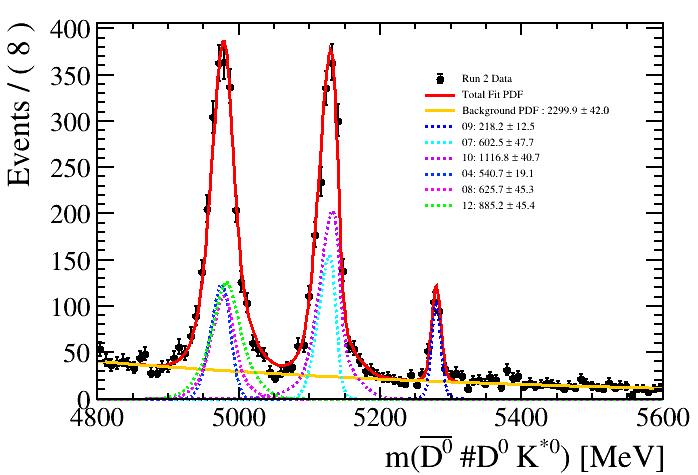 Events / ( 8 )
400
350
300
250
200
150
100
50
0
4800
5000
5200
5400
5600
m(D⁰ #D⁰ K*⁰) [MeV]
Run 2 Data
Total Fit PDF
Background PDF : 2299.9 ± 42.0
09: 218.2 ± 12.5
07: 602.5 ± 47.7
10: 1116.8 ± 40.7
04: 540.7 ± 19.1
08: 625.7 ± 45.3
12: 885.2 ± 45.4